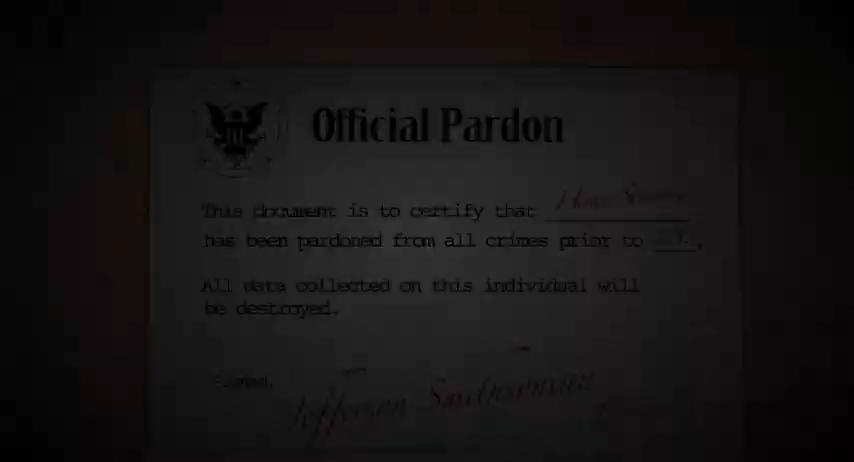 Official Pardon
This document is to certify that
has been pardoned from all crimes prior to
All data collected on this individual will
be destroyed.
Signed,
Jefferson